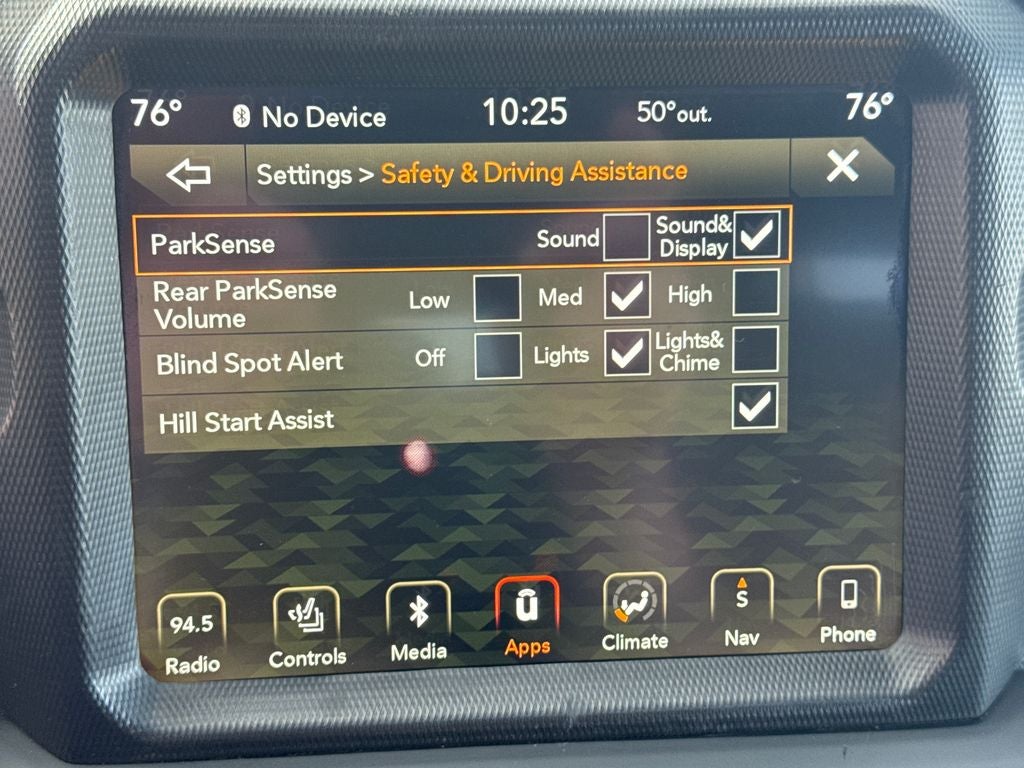 76° No Device 10:25 50°out. 76°
Settings > Safety & Driving Assistance
ParkSense Sound Sound&
Display
Rear ParkSense
Volume Low Med High
Blind Spot Alert Off Lights Lights&
Chime
Hill Start Assist
94.5 S
Radio Controls Media Apps Climate Nav Phone